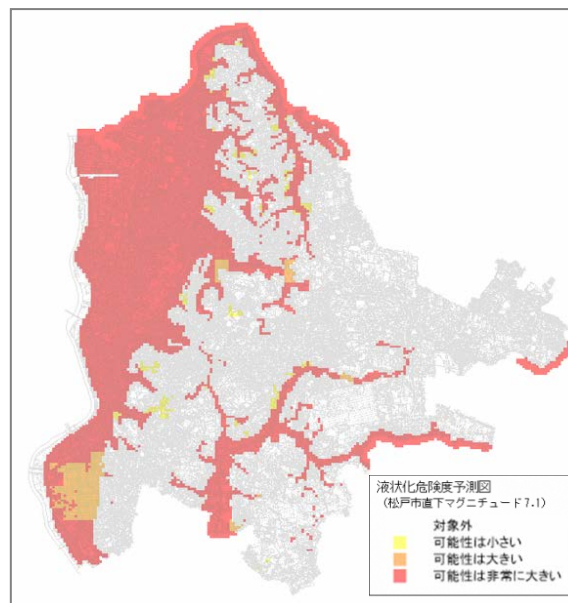 液状化危険度予測図
（松戸市直下マグニチュード7.1）
対象外
可能性は小さい
可能性は大きい
可能性は非常に大きい